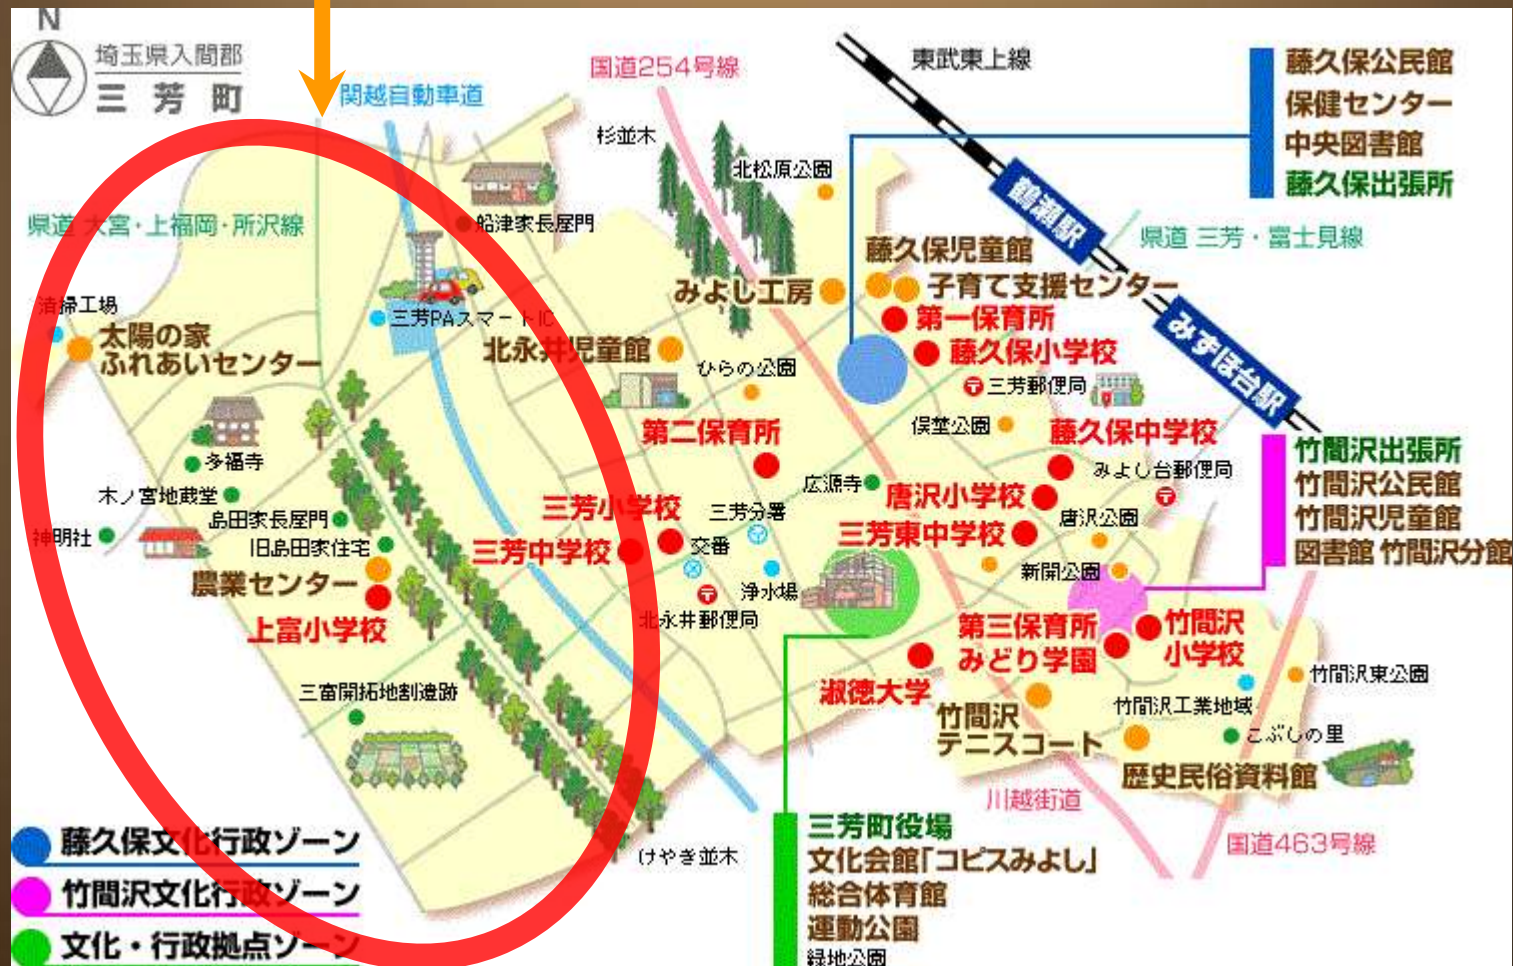 N
埼玉県入間郡
三芳町
関越自動車道
国道254号線
東武東上線
藤久保公民館
保健センター
中央図書館
藤久保出張所
杉並木
北松原公園
鶴瀬駅
県道 大宮・上福岡・所沢線
船津家長屋門
藤久保児童館
県道 三芳・富士見線
みよし工房
子育て支援センター
清掃工場
三芳PAスマートIC
第一保育所
太陽の家
ふれあいセンター
北永井児童館
藤久保小学校
みずほ台駅
ひらの公園
三芳郵便局
第二保育所
俣埜公園
藤久保中学校
竹間沢出張所
竹間沢公民館
竹間沢児童館
図書館 竹間沢分館
多福寺
みよし台郵便局
広源寺
木ノ宮地蔵堂
唐沢小学校
島田家長屋門
三芳小学校
三芳分署
唐沢公園
神明社
旧島田家住宅
三芳中学校
交番
三芳東中学校
新開公園
農業センター
浄水場
上富小学校
北永井郵便局
第三保育所
みどり学園
竹間沢
小学校
三富開拓地割遺跡
淑徳大学
竹間沢東公園
竹間沢
テニスコート
竹間沢工業地域
こぶしの里
歴史民俗資料館
川越街道
国道463号線
けやき並木
藤久保文化行政ゾーン
竹間沢文化行政ゾーン
文化・行政拠点ゾーン
三芳町役場
文化会館「コピスみよし」
総合体育館
運動公園
緑地公園